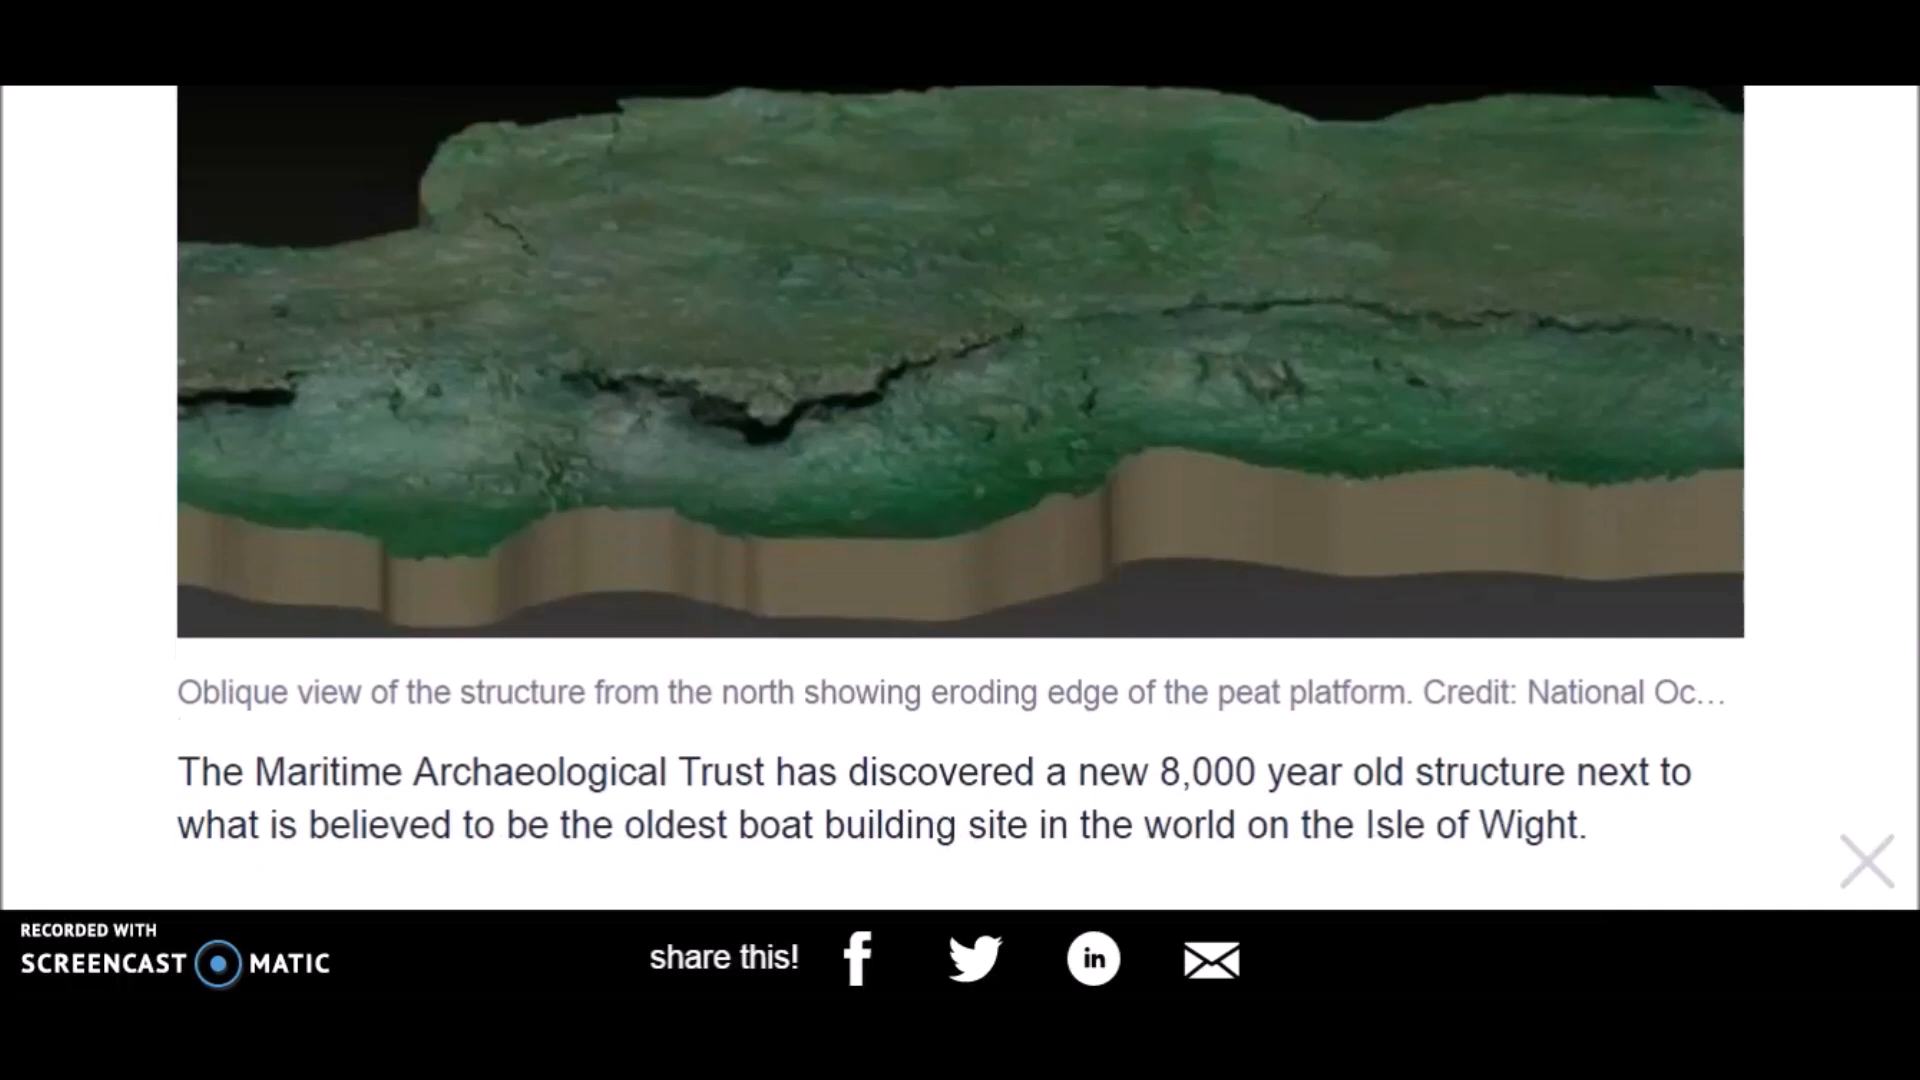 Oblique view of the structure from the north showing eroding edge of the peat platform. Credit: National Oc...
The Maritime Archaeological Trust has discovered a new 8,000 year old structure next to
what is believed to be the oldest boat building site in the world on the Isle of Wight.
RECORDED WITH
SCREENCAST MATIC
share this!
in